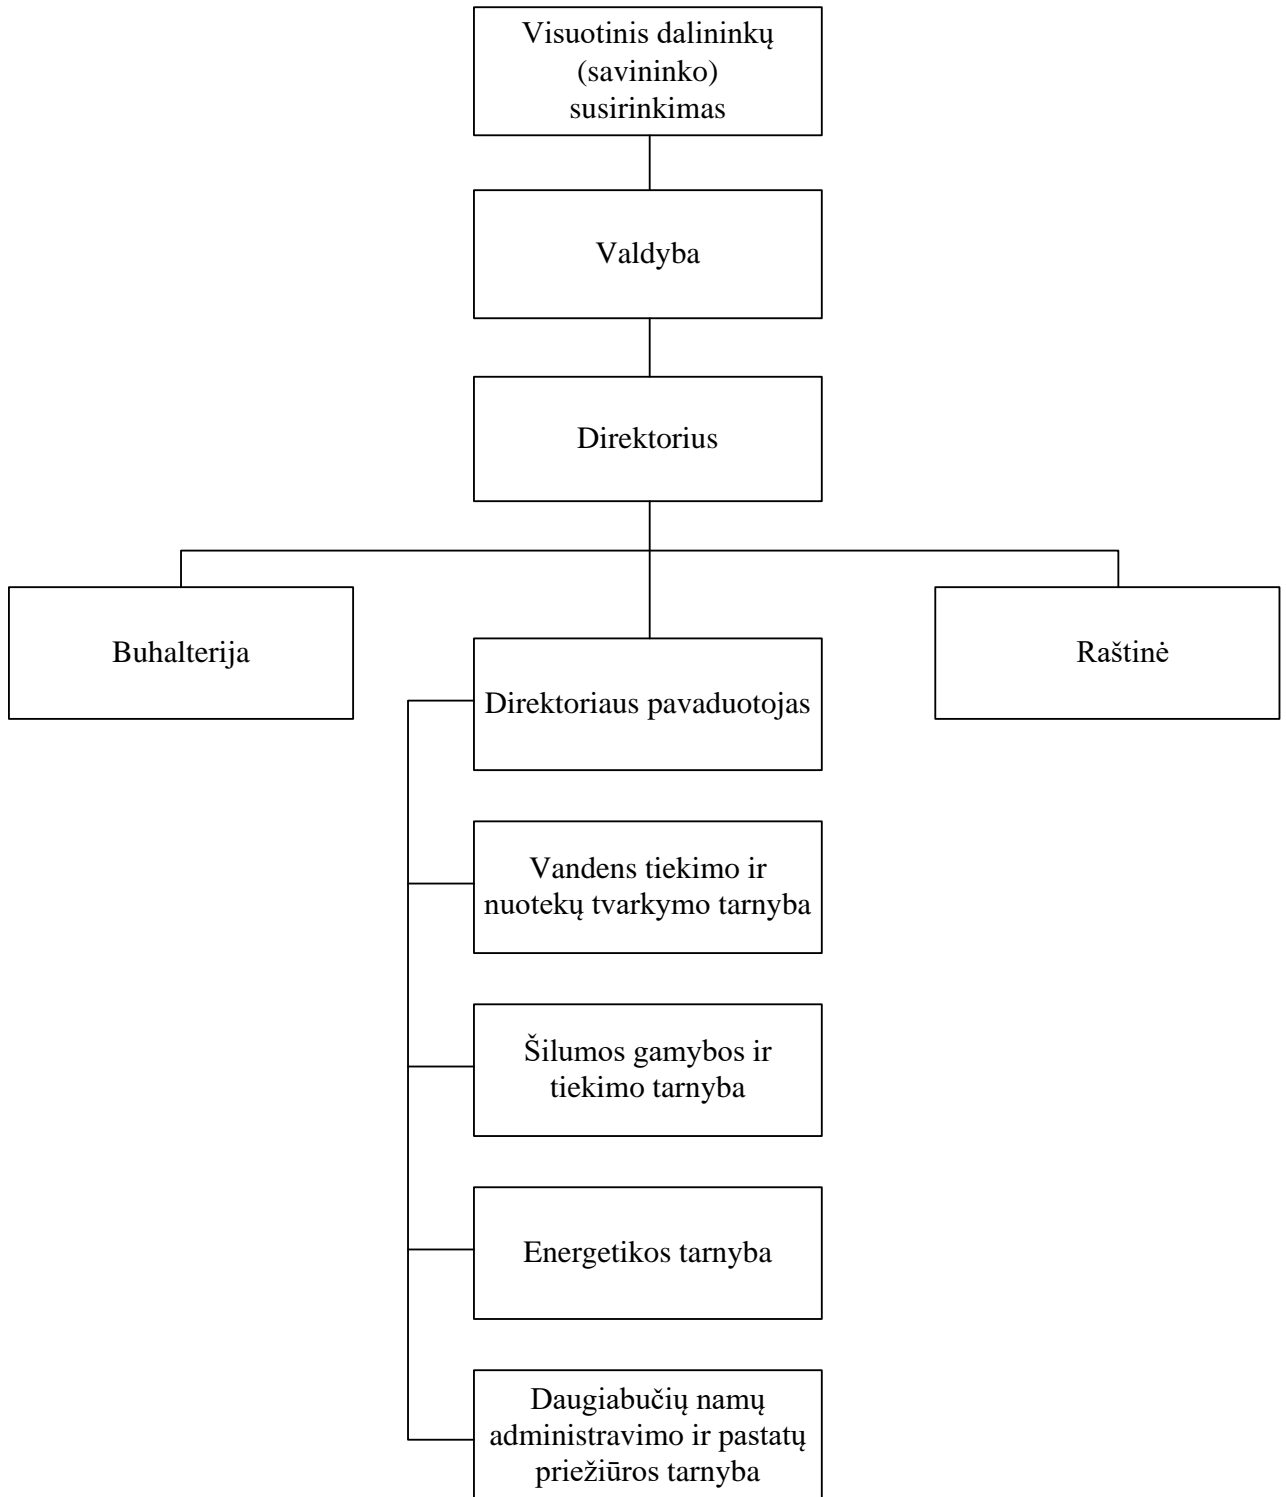 Visuotinis dalininkų
(savininko)
susirinkimas
Valdyba
Direktorius
Buhalterija
Raštinė
Direktoriaus pavaduotojas
Vandens tiekimo ir
nuotekų tvarkymo tarnyba
Šilumos gamybos ir
tiekimo tarnyba
Energetikos tarnyba
Daugiabučių namų
administravimo ir pastatų
priežiūros tarnyba